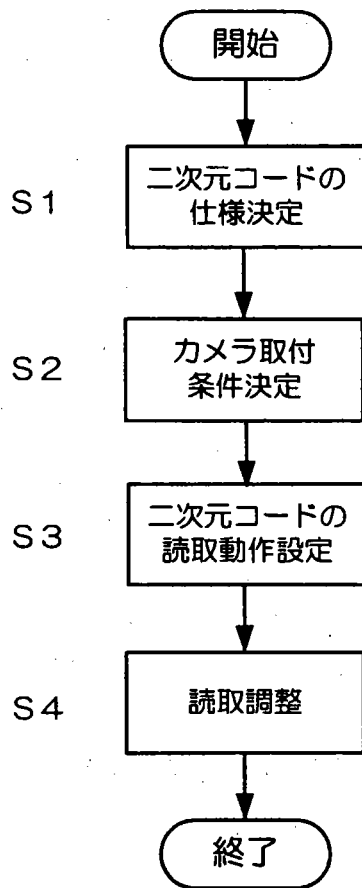 開始
S1
二次元コードの
仕様決定
S2
カメラ取付
条件決定
S3
二次元コードの
読取動作設定
S4
読取調整
終了